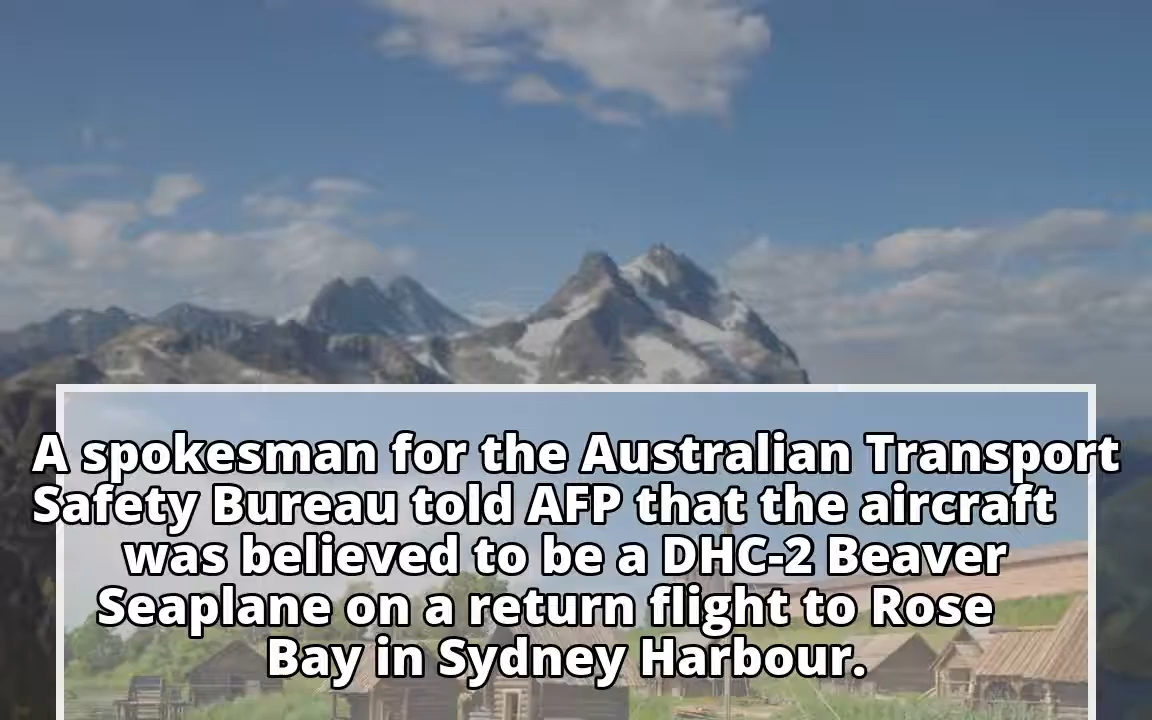 A spokesman for the Australian Transport
Safety Bureau told AFP that the aircraft
was believed to be a DHC-2 Beaver
Seaplane on a return flight to Rose
Bay in Sydney Harbour.